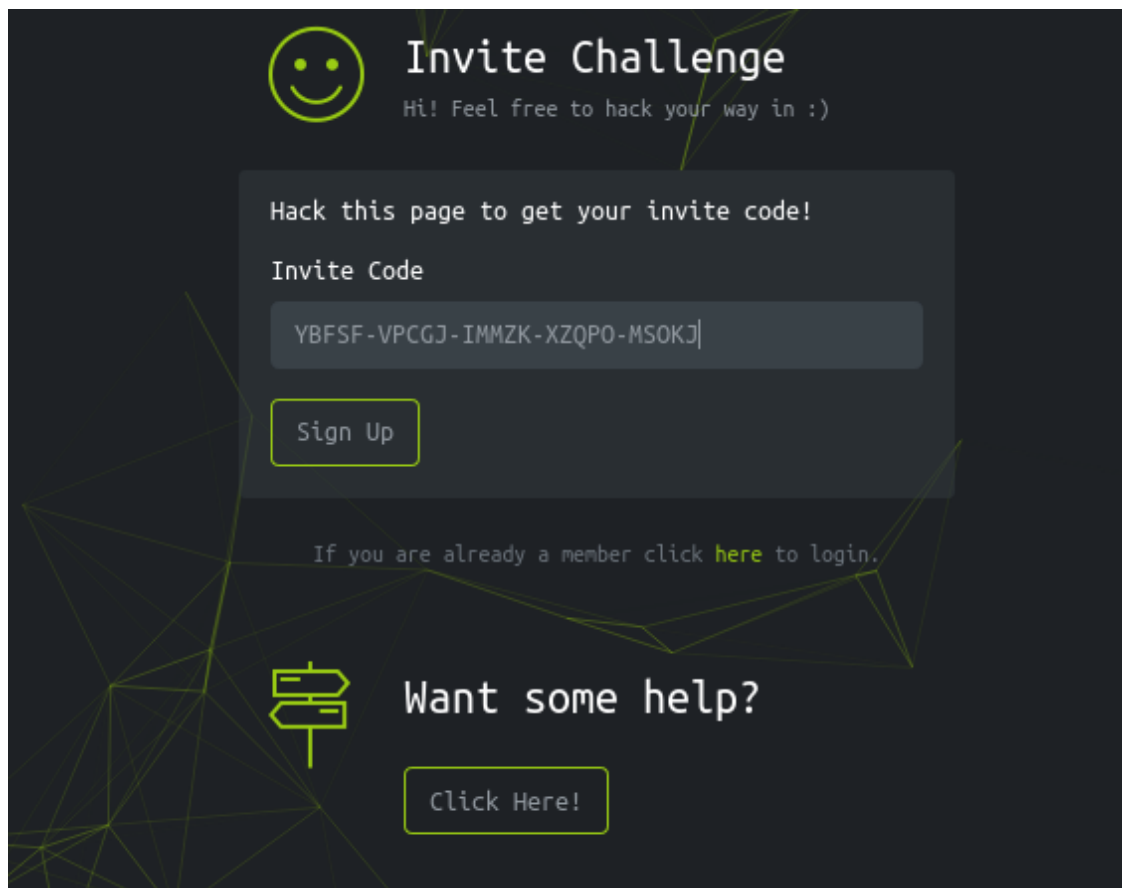 Invite Challenge
Hi! Feel free to hack your way in :)
Hack this page to get your invite code!
Invite Code
YBFSF-VPCGJ-IMMZK-XZQPO-MSOKJ
Sign Up
If you are already a member click here to login.
Want some help?
Click Here!